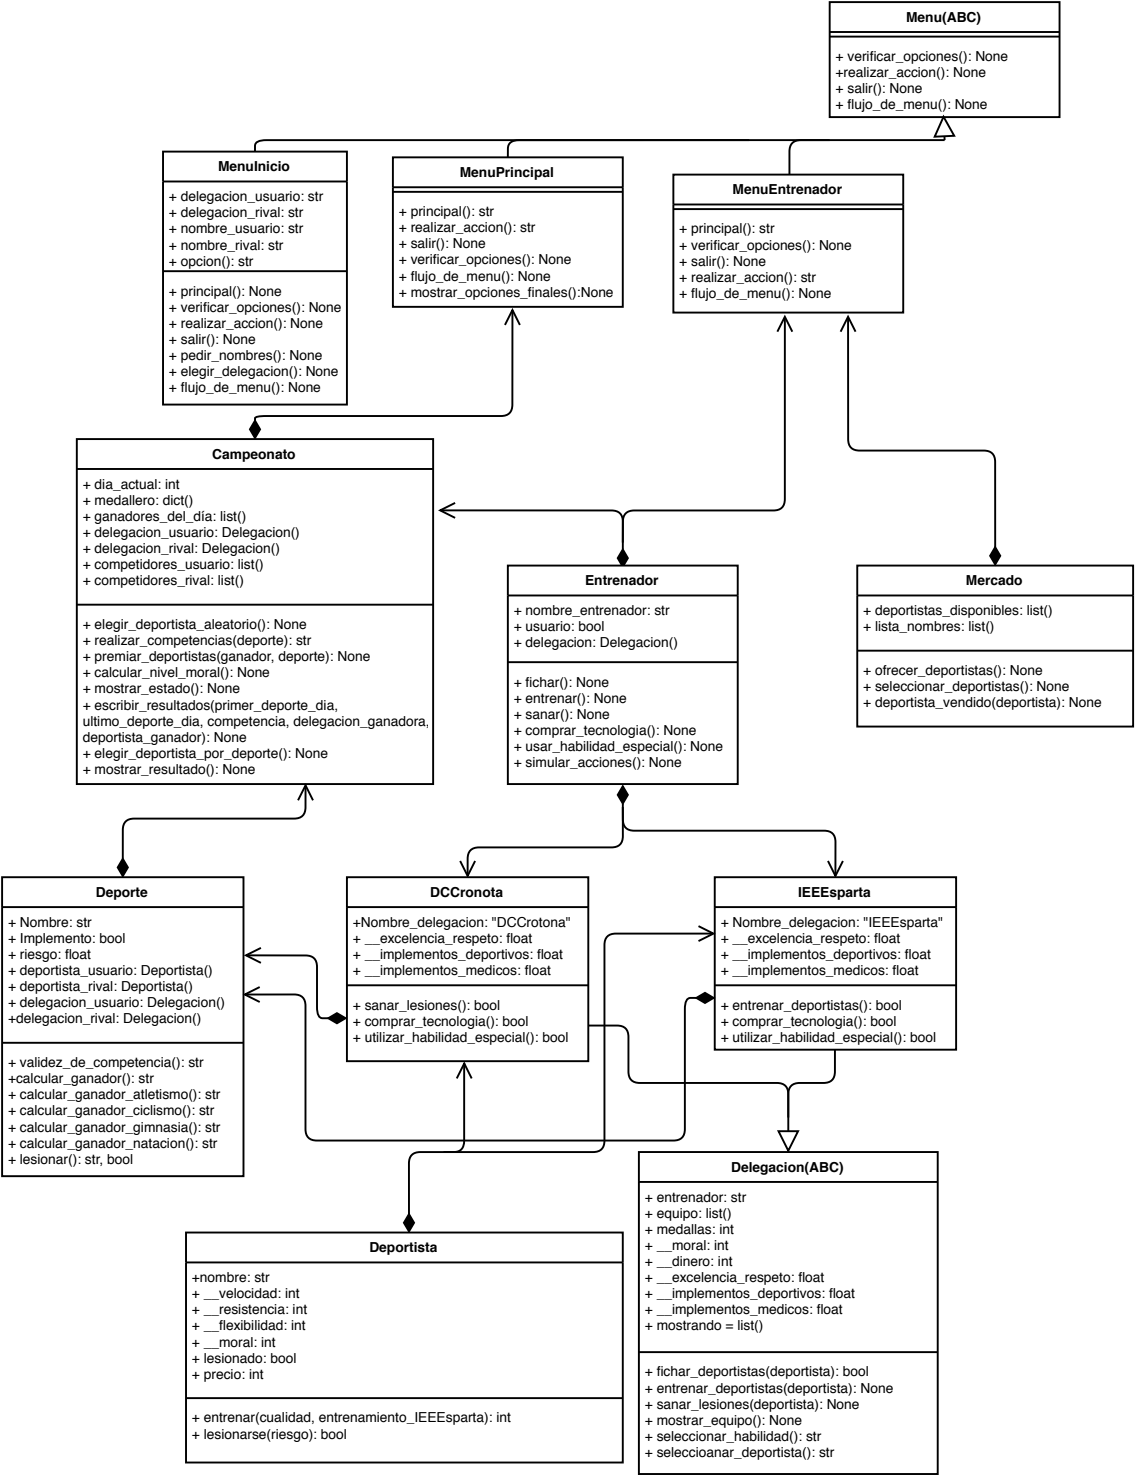 Menu(ABC)
+ verificar_opciones(): None
+realizar_accion(): None
+ salir(): None
+ flujo_de_menu(): None
MenuInicio
+ delegacion_usuario: str
+ delegacion_rival: str
+ nombre_usuario: str
+ nombre_rival: str
+ opcion(): str
+ principal(): None
+ verificar_opciones(): None
+ realizar_accion(): None
+ salir(): None
+ pedir_nombres(): None
+ elegir_delegacion(): None
+ flujo_de_menu(): None
MenuPrincipal
+ principal(): str
+ realizar_accion(): str
+ salir(): None
+ verificar_opciones(): None
+ flujo_de_menu(): None
+ mostrar_opciones_finales():None
MenuEntrenador
+ principal(): str
+ verificar_opciones(): None
+ salir(): None
+ realizar_accion(): str
+ flujo_de_menu(): None
Campeonato
+ dia_actual: int
+ medallero: dict()
+ ganadores_del_día: list()
+ delegacion_usuario: Delegacion()
+ delegacion_rival: Delegacion()
+ competidores_usuario: list()
+ competidores_rival: list()
+ elegir_deportista_aleatorio(): None
+ realizar_competencias(deporte): str
+ premiar_deportistas(ganador, deporte): None
+ calcular_nivel_moral(): None
+ mostrar_estado(): None
+ escribir_resultados(primer_deporte_dia,
ultimo_deporte_dia, competencia, delegacion_ganadora,
deportista_ganador): None
+ elegir_deportista_por_deporte(): None
+ mostrar_resultado(): None
Entrenador
+ nombre_entrenador: str
+ usuario: bool
+ delegacion: Delegacion()
+ fichar(): None
+ entrenar(): None
+ sanar(): None
+ comprar_tecnologia(): None
+ usar_habilidad_especial(): None
+ simular_acciones(): None
Mercado
+ deportistas_disponibles: list()
+ lista_nombres: list()
+ ofrecer_deportistas(): None
+ seleccionar_deportistas(): None
+ deportista_vendido(deportista): None
Deporte
+ Nombre: str
+ Implemento: bool
+ riesgo: float
+ deportista_usuario: Deportista()
+ deportista_rival: Deportista()
+ delegacion_usuario: Delegacion()
+delegacion_rival: Delegacion()
+ validez_de_competencia(): str
+calcular_ganador(): str
+ calcular_ganador_atletismo(): str
+ calcular_ganador_ciclismo(): str
+ calcular_ganador_gimnasia(): str
+ calcular_ganador_natacion(): str
+ lesionar(): str, bool
DCCronota
+Nombre_delegacion: "DCCrotona"
+ __excelencia_respeto: float
+ __implementos_deportivos: float
+ __implementos_medicos: float
+ sanar_lesiones(): bool
+ comprar_tecnologia(): bool
+ utilizar_habilidad_especial(): bool
IEEEsparta
+ Nombre_delegacion: "IEEEsparta"
+ __excelencia_respeto: float
+ __implementos_deportivos: float
+ __implementos_medicos: float
+ entrenar_deportistas(): bool
+ comprar_tecnologia(): bool
+ utilizar_habilidad_especial(): bool
Deportista
+nombre: str
+ __velocidad: int
+ __resistencia: int
+ __flexibilidad: int
+ __moral: int
+ lesionado: bool
+ precio: int
+ entrenar(cualidad, entrenamiento_IEEEsparta): int
+ lesionarse(riesgo): bool
Delegacion(ABC)
+ entrenador: str
+ equipo: list()
+ medallas: int
+ __moral: int
+ __dinero: int
+ __excelencia_respeto: float
+ __implementos_deportivos: float
+ __implementos_medicos: float
+ mostrando = list()
+ fichar_deportistas(deportista): bool
+ entrenar_deportistas(deportista): None
+ sanar_lesiones(deportista): None
+ mostrar_equipo(): None
+ seleccionar_habilidad(): str
+ seleccioanar_deportista(): str